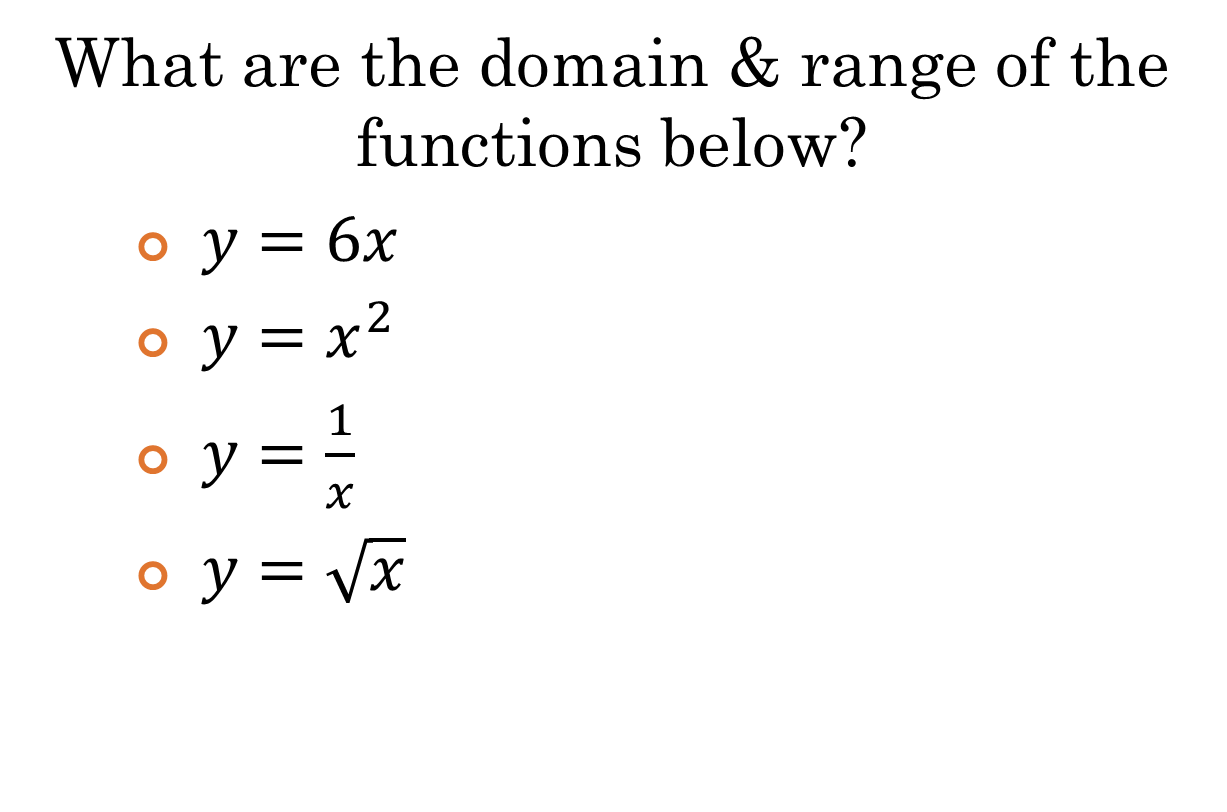 What are the domain & range of the
functions below?
y = 6x
y = x²
y = 1/x
y = √x